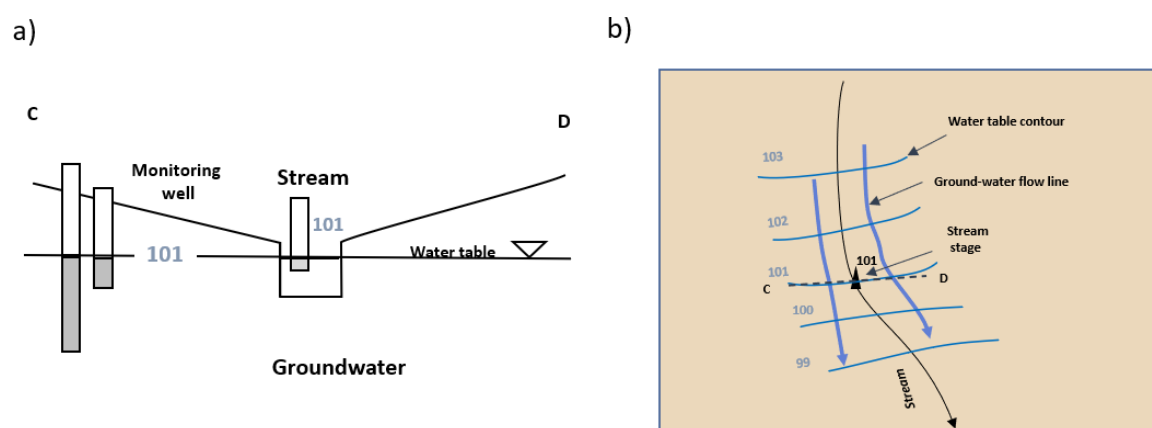 a)
C
D
Monitoring
well
Stream
101
101
Water table
Groundwater
b)
Water table contour
103
Ground-water flow line
102
Stream
stage
101
101
C
D
100
99
Stream